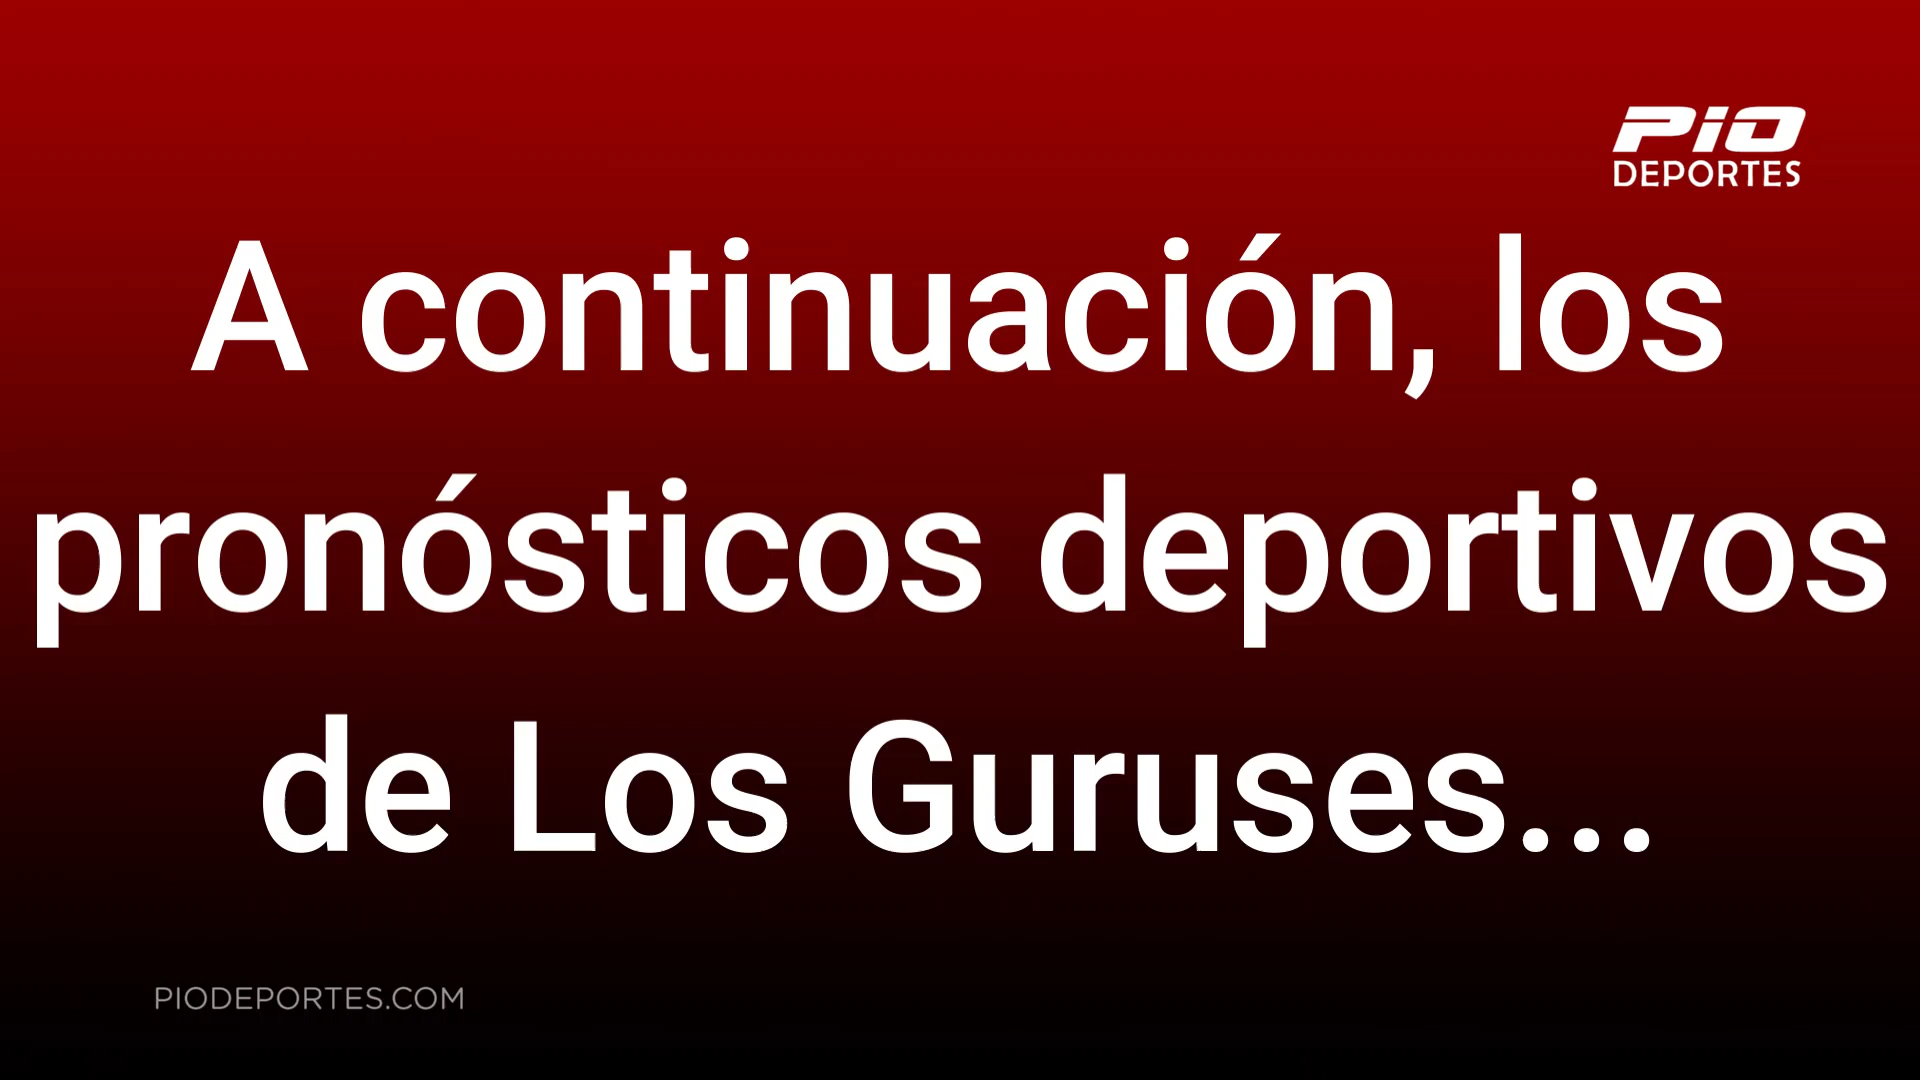 PIO
DEPORTES
A continuación, los
pronósticos deportivos
de Los Guruses...
PIODEPORTES.COM